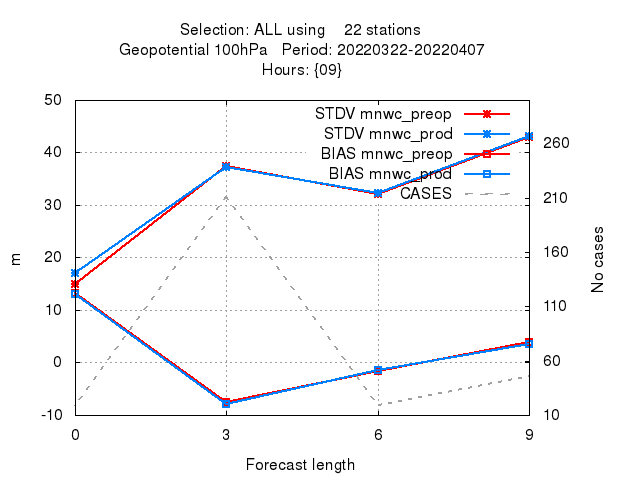 Selection: ALL using    22 stations
Geopotential 100hPa   Period: 20220322-20220407
Hours: {09}
50
40
30
20
10
0
-10
m
STDV mnwc_preop
STDV mnwc_prod
BIAS mnwc_preop
BIAS mnwc_prod
CASES
260
210
160
110
60
10
No cases
0 3 6 9
Forecast length